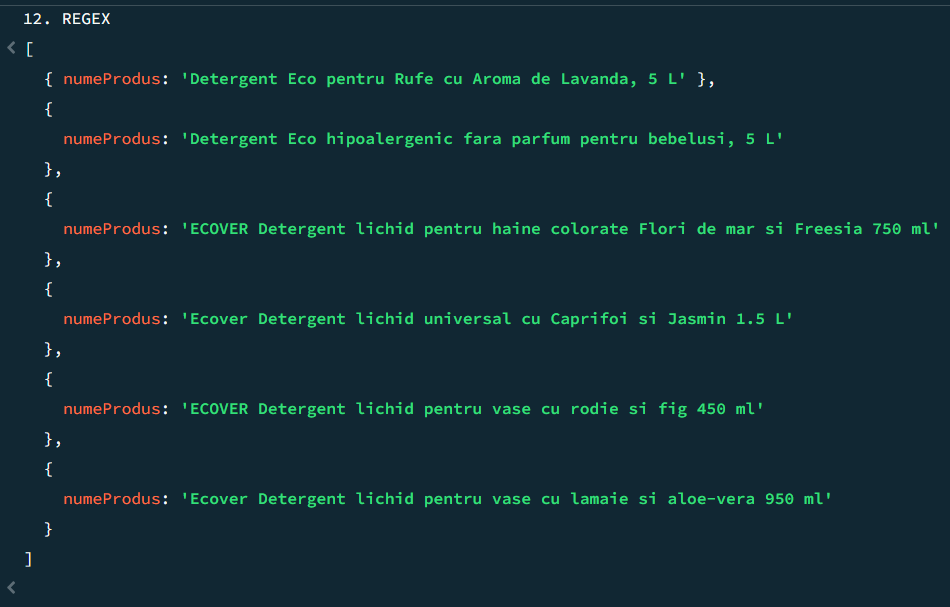 12. REGEX
< [
{ numeProdus: 'Detergent Eco pentru Rufe cu Aroma de Lavanda, 5 L' },
{
numeProdus: 'Detergent Eco hipoalergenic fara parfum pentru bebelusi, 5 L'
},
{
numeProdus: 'ECOVER Detergent lichid pentru haine colorate Flori de mar si Freesia 750 ml'
},
{
numeProdus: 'Ecover Detergent lichid universal cu Caprifoi si Jasmin 1.5 L'
},
{
numeProdus: 'ECOVER Detergent lichid pentru vase cu rodie si fig 450 ml'
},
{
numeProdus: 'Ecover Detergent lichid pentru vase cu lamaie si aloe-vera 950 ml'
}
]
<